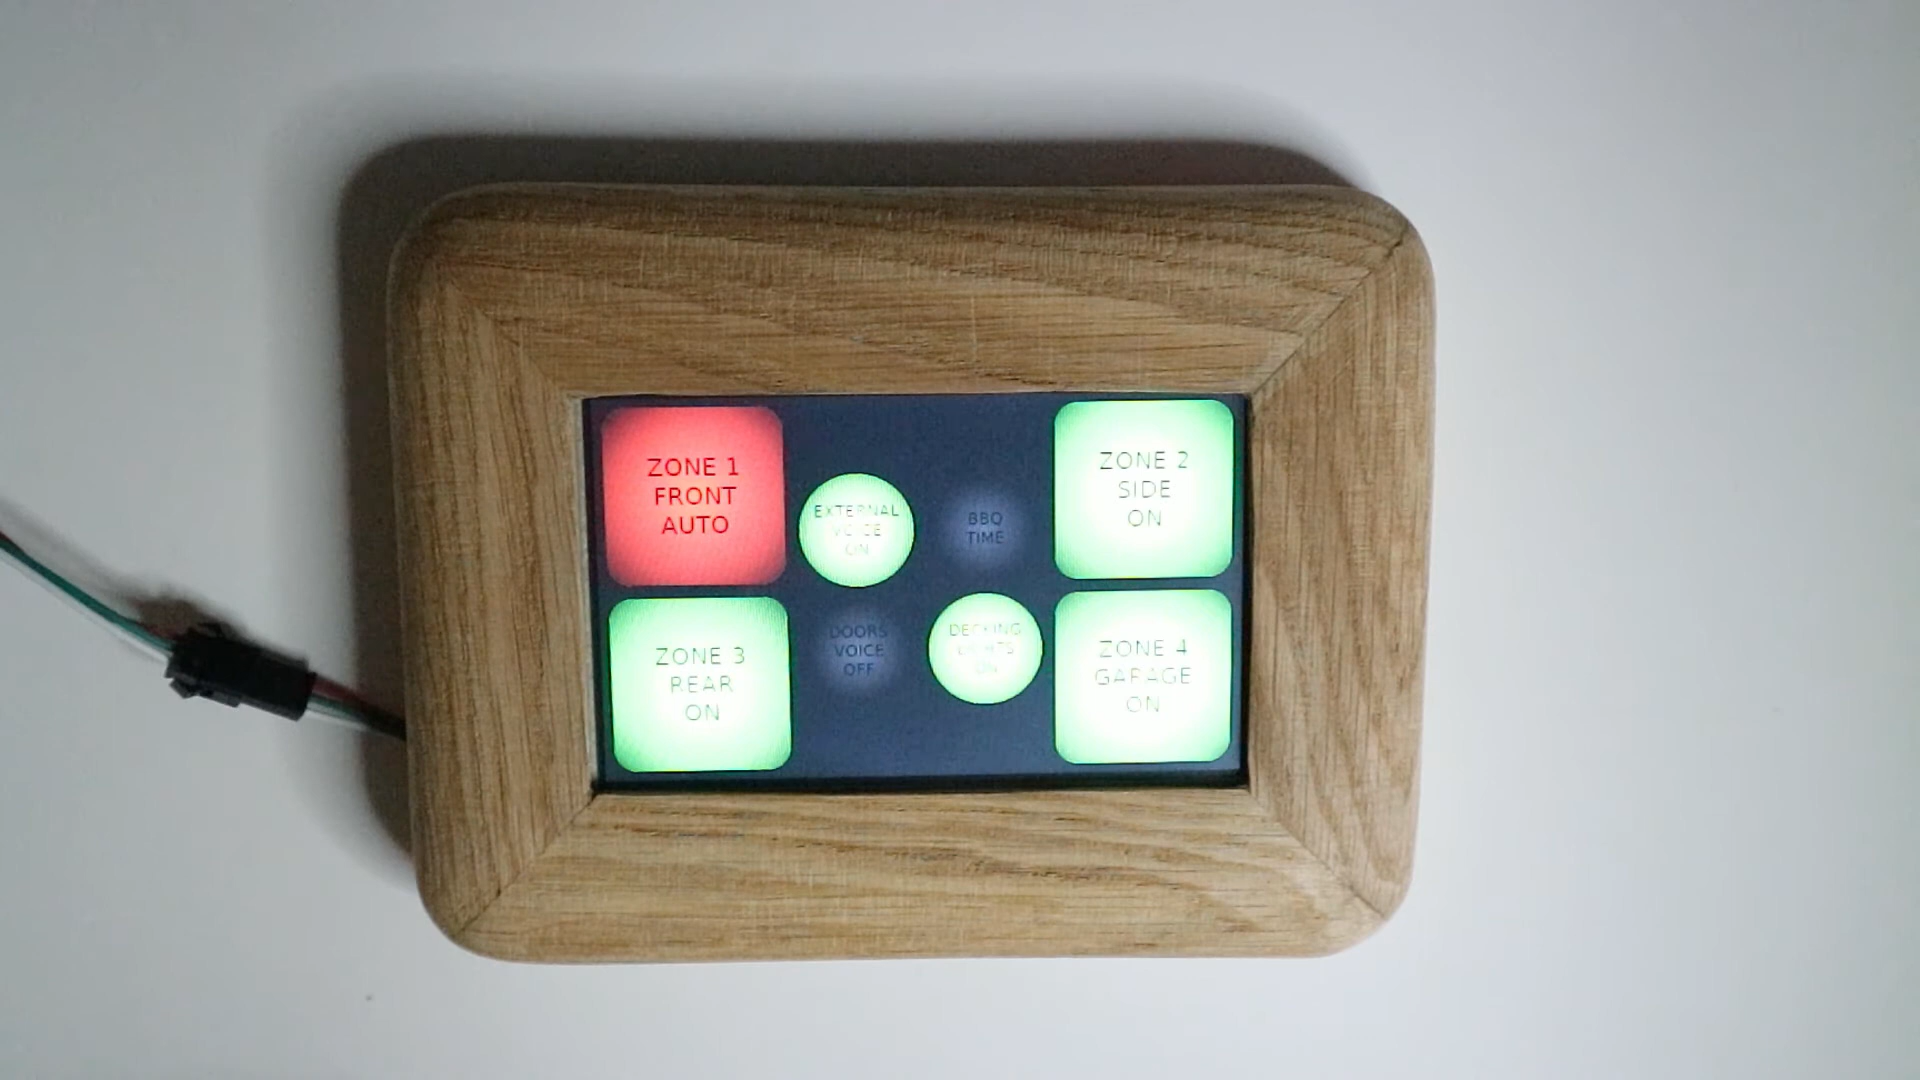 ZONE 1
FRONT
AUTO
EXTERNAL
VOICE
ON
BBQ
TIME
ZONE 2
SIDE
ON
ZONE 3
REAR
ON
DOORS
VOICE
OFF
DECKING
LIGHTS
ON
ZONE 4
GARAGE
ON